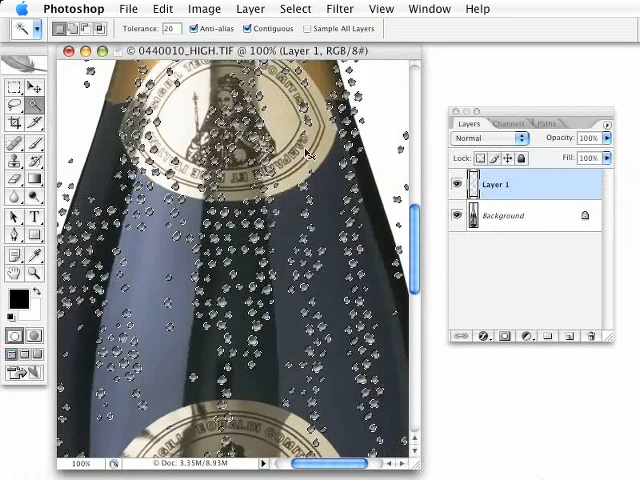 Photoshop File Edit Image Layer Select Filter View Window Help
Tolerance: 20 Anti-alias Contiguous Sample All Layers
© 0440010_HIGH.TIF @ 100% (Layer 1, RGB/8#)
Layers Channels Paths
Normal Opacity: 100%
Lock: Fill: 100%
Layer 1
Background
TEOBALDI COMIT
100% © Doc: 3.35M/8.93M